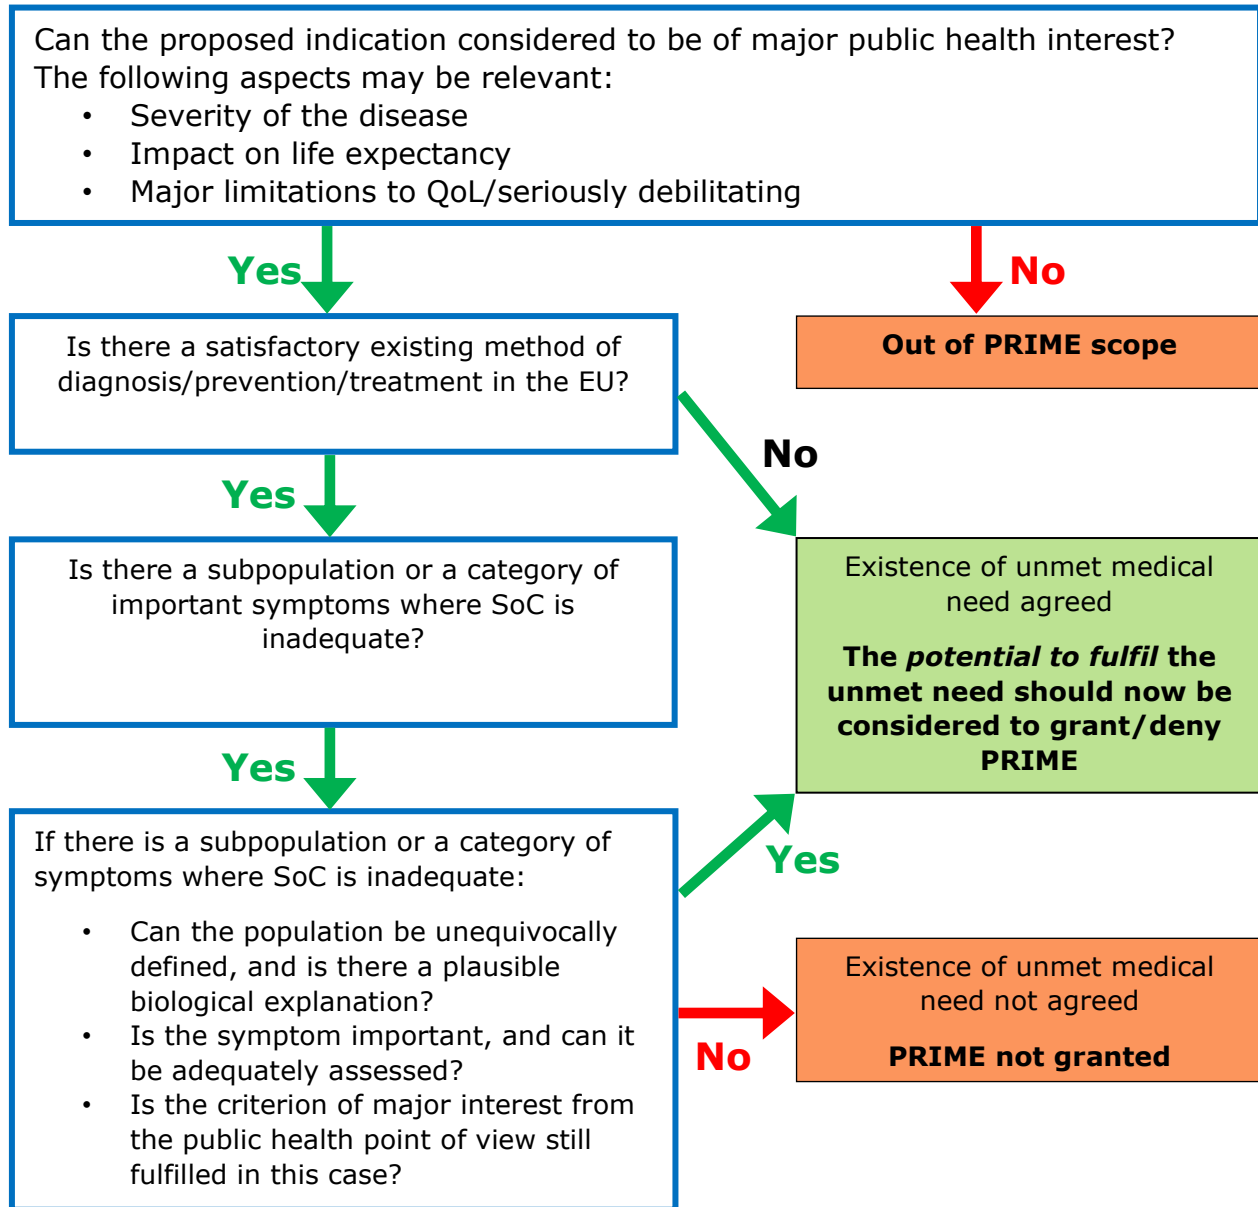 Can the proposed indication considered to be of major public health interest?
The following aspects may be relevant:
• Severity of the disease
• Impact on life expectancy
• Major limitations to QoL/seriously debilitating
Yes
No
Is there a satisfactory existing method of
diagnosis/prevention/treatment in the EU?
Out of PRIME scope
No
Yes
Is there a subpopulation or a category of
important symptoms where SoC is
inadequate?
Existence of unmet medical
need agreed
The potential to fulfil the
unmet need should now be
considered to grant/deny
PRIME
Yes
If there is a subpopulation or a category of
symptoms where SoC is inadequate:
• Can the population be unequivocally
defined, and is there a plausible
biological explanation?
• Is the symptom important, and can it
be adequately assessed?
• Is the criterion of major interest from
the public health point of view still
fulfilled in this case?
Yes
No
Existence of unmet medical
need not agreed
PRIME not granted